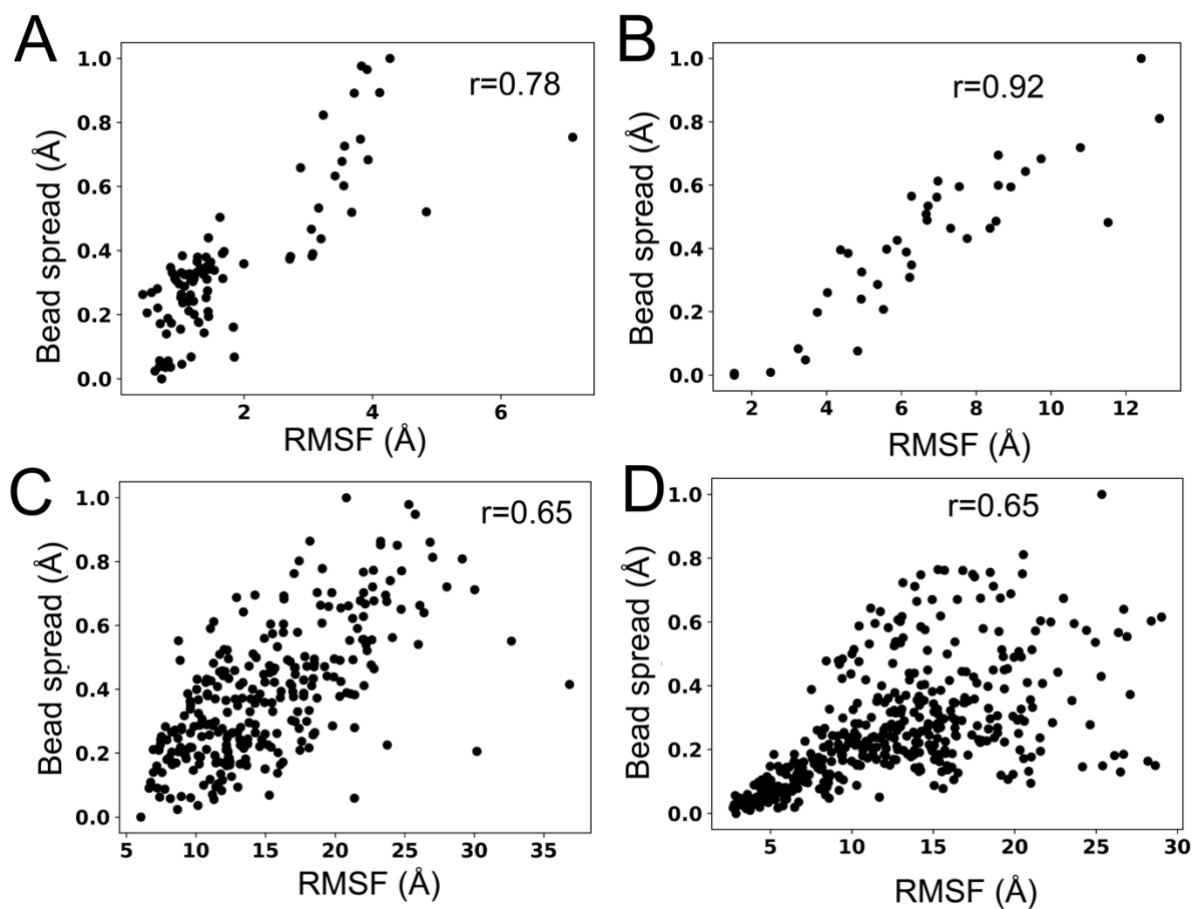 A
r=0.78
Bead spread (Å)
1.0
0.8
0.6
0.4
0.2
0.0
2 4 6
RMSF (Å)
B
r=0.92
Bead spread (Å)
1.0
0.8
0.6
0.4
0.2
0.0
2 4 6 8 10 12
RMSF (Å)
C
r=0.65
Bead spread (Å)
1.0
0.8
0.6
0.4
0.2
0.0
5 10 15 20 25 30 35
RMSF (Å)
D
r=0.65
Bead spread (Å)
1.0
0.8
0.6
0.4
0.2
0.0
5 10 15 20 25 30
RMSF (Å)